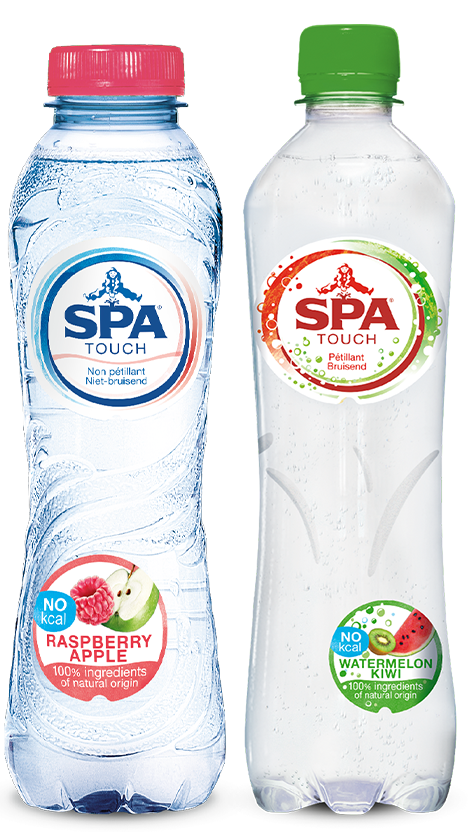 SPA®
TOUCH
Non pétillant
Niet-bruisend
NO
kcal
RASPBERRY
APPLE
100% ingredients
of natural origin
SPA®
TOUCH
Pétillant
Bruisend
NO
kcal
WATERMELON
KIWI
100% ingredients
of natural origin